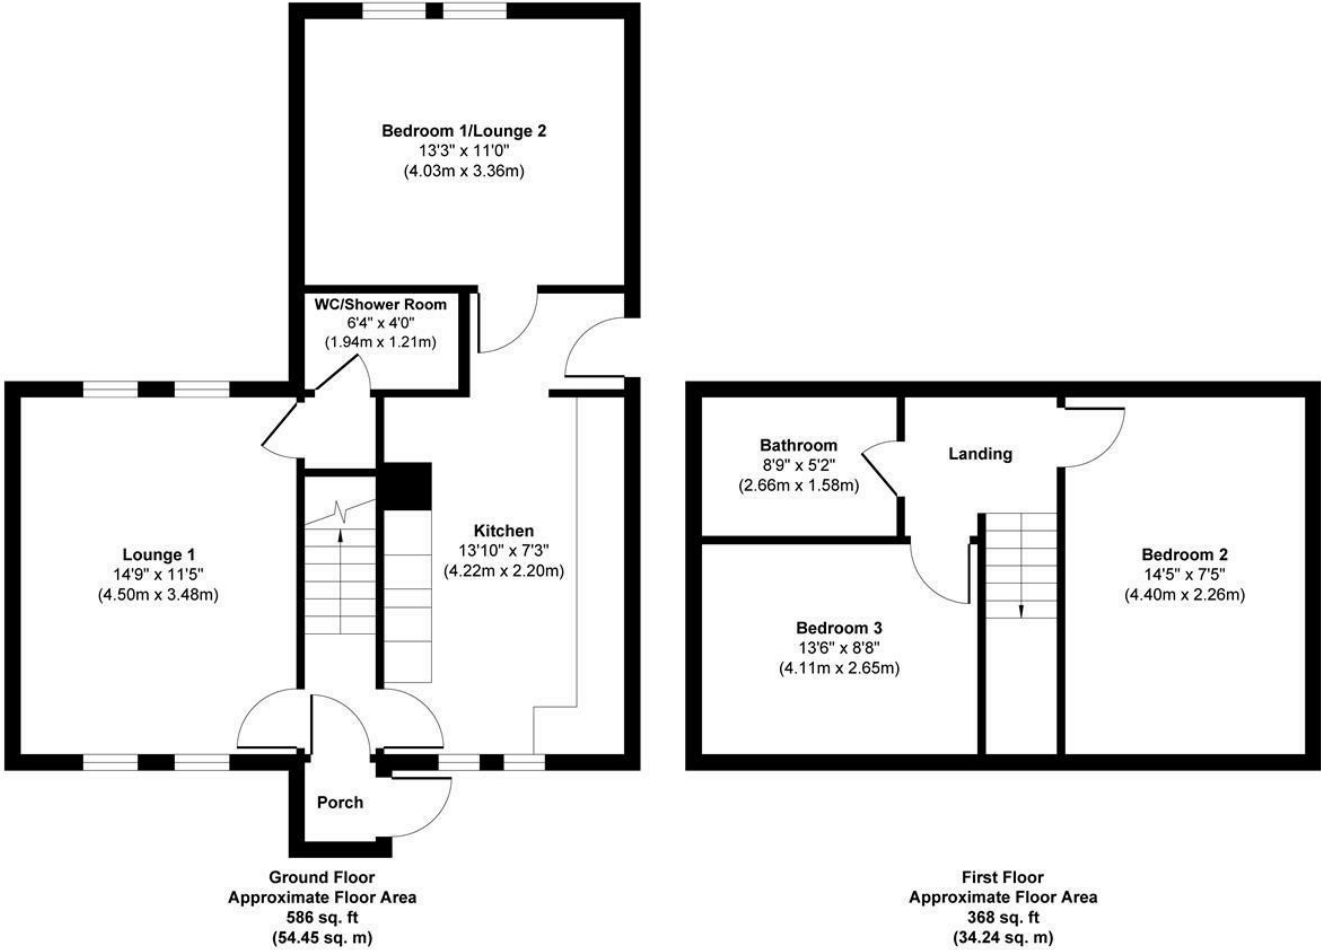 Bedroom 1/Lounge 2
13'3" x 11'0"
(4.03m x 3.36m)
WC/Shower Room
6'4" x 4'0"
(1.94m x 1.21m)
Lounge 1
14'9" x 11'5"
(4.50m x 3.48m)
Kitchen
13'10" x 7'3"
(4.22m x 2.20m)
Porch
Ground Floor
Approximate Floor Area
586 sq. ft
(54.45 sq. m)
Bathroom
8'9" x 5'2"
(2.66m x 1.58m)
Landing
Bedroom 2
14'5" x 7'5"
(4.40m x 2.26m)
Bedroom 3
13'6" x 8'8"
(4.11m x 2.65m)
First Floor
Approximate Floor Area
368 sq. ft
(34.24 sq. m)